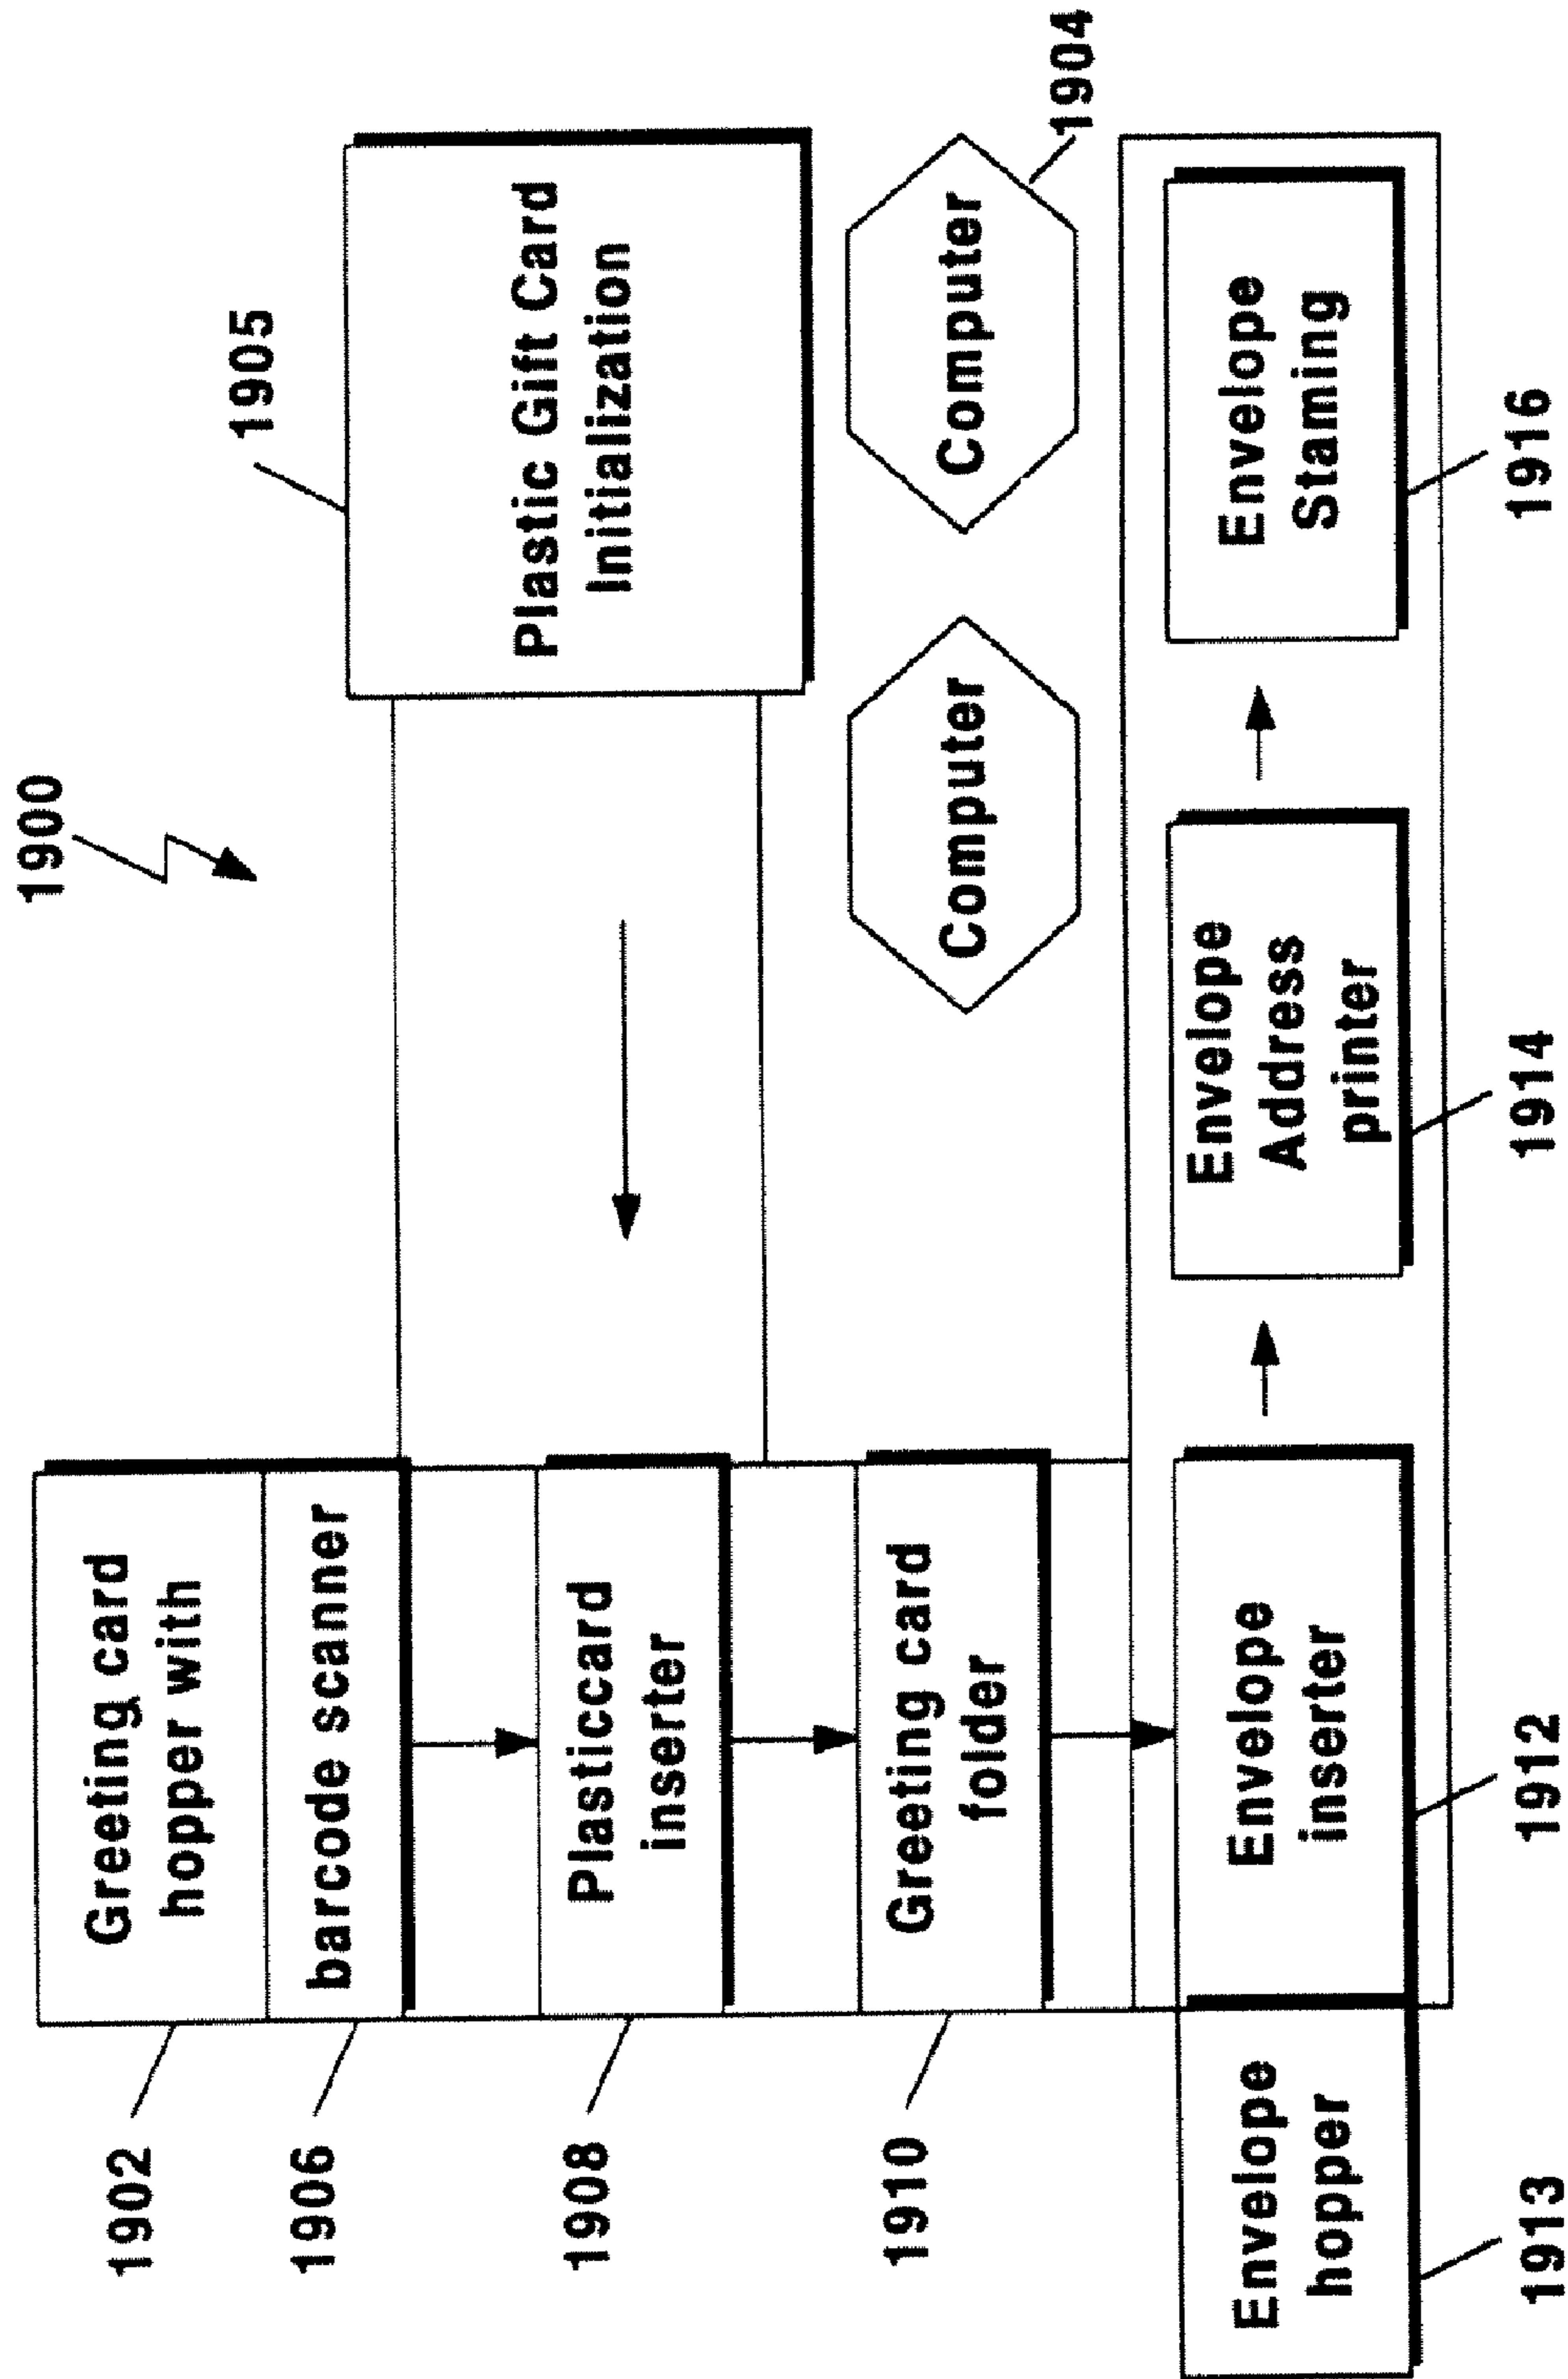 1900
1905
Greeting card
hopper with
barcode scanner
Plasticcard
inserter
Greeting card
folder
Envelope
inserter
Envelope
hopper
Plastic Gift Card
Initialization
Computer
Computer
1904
Envelope
Address
printer
Envelope
Staming
1902
1906
1908
1910
1913
1912
1914
1916